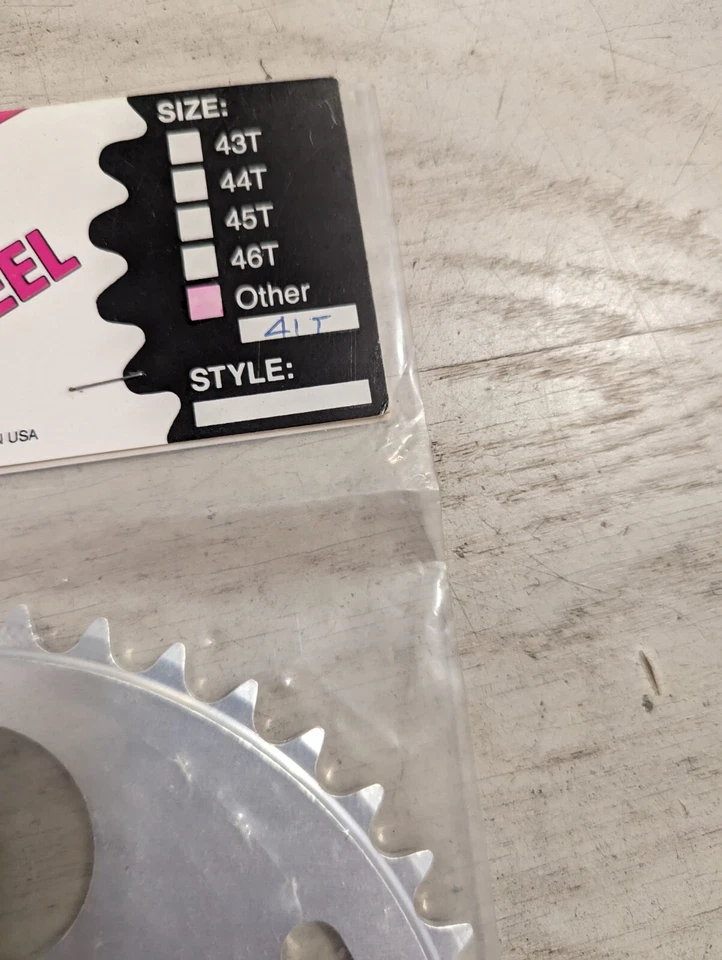 SIZE:
43T
44T
45T
46T
EEL
Other
41T
STYLE:
N USA